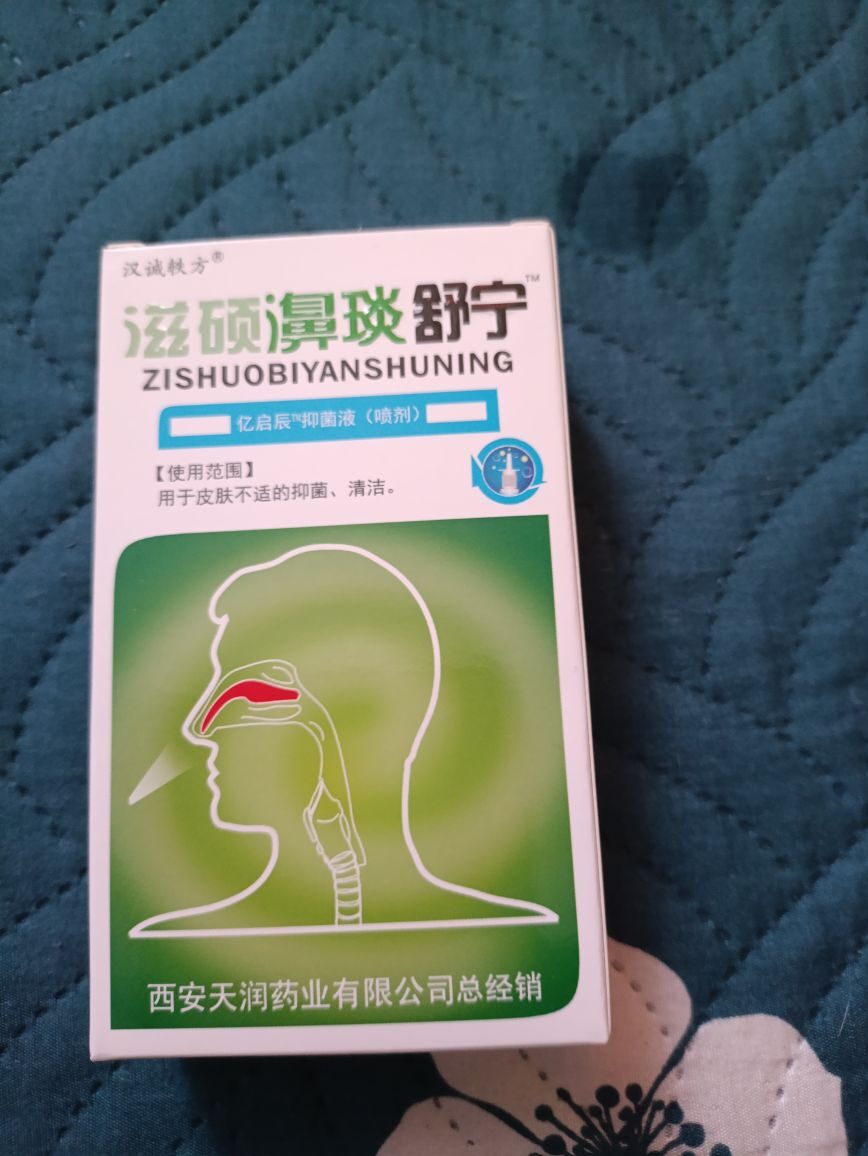 汉诚轶方®
滋硕濞琰舒宁™
ZISHUOBIYANSHUNING
亿启辰™抑菌液（喷剂）
【使用范围】
用于皮肤不适的抑菌、清洁。
西安天润药业有限公司总经销